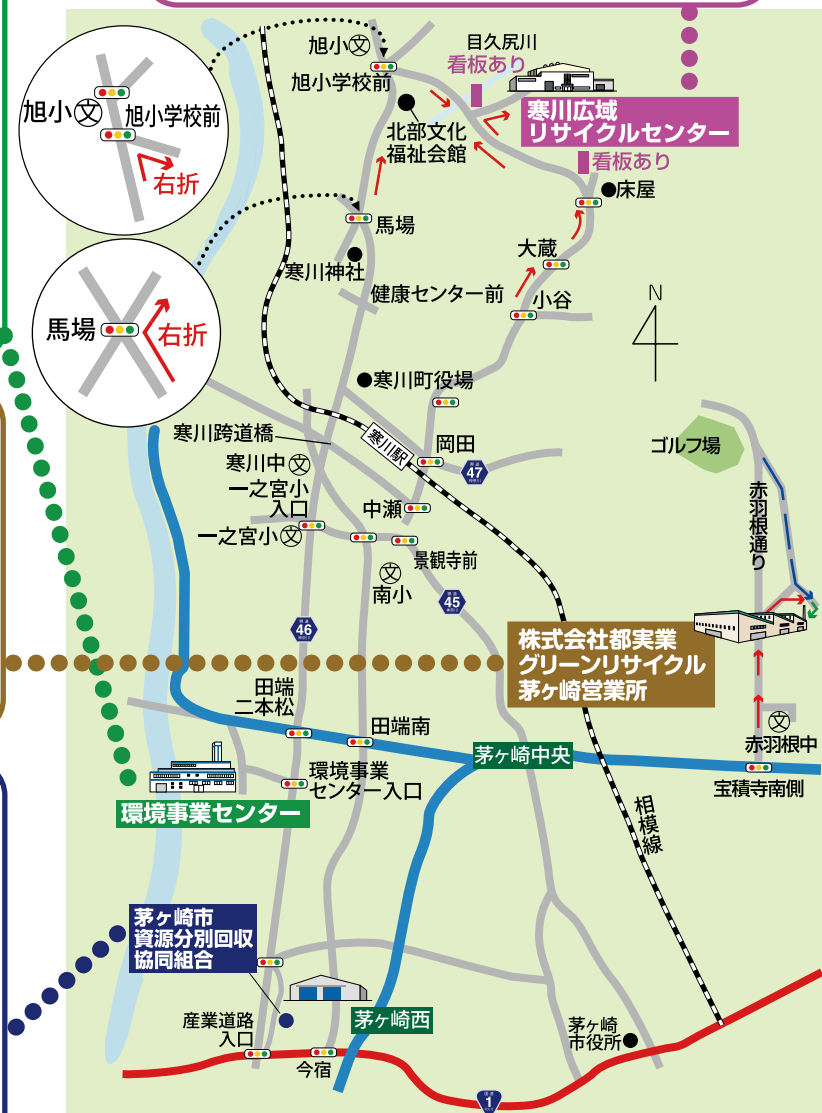 旭小
文
旭小学校前
右折
馬場
右折
旭小
文
旭小学校前
目久尻川
看板あり
寒川広域
リサイクルセンター
看板あり
北部文化
福祉会館
床屋
馬場
寒川神社
大蔵
健康センター前
小谷
N
寒川町役場
寒川跨道橋
寒川駅
岡田
47
寒川中
文
一之宮小
入口
中瀬
一之宮小
文
景観寺前
文
南小
45
46
ゴルフ場
赤羽根通り
株式会社都実業
グリーンリサイクル
茅ヶ崎営業所
文
赤羽根中
宝積寺南側
田端
二本松
田端南
茅ヶ崎中央
環境事業
センター入口
環境事業センター
相模線
茅ヶ崎市
資源分別回収
協同組合
産業道路
入口
今宿
茅ヶ崎西
茅ヶ崎
市役所
1